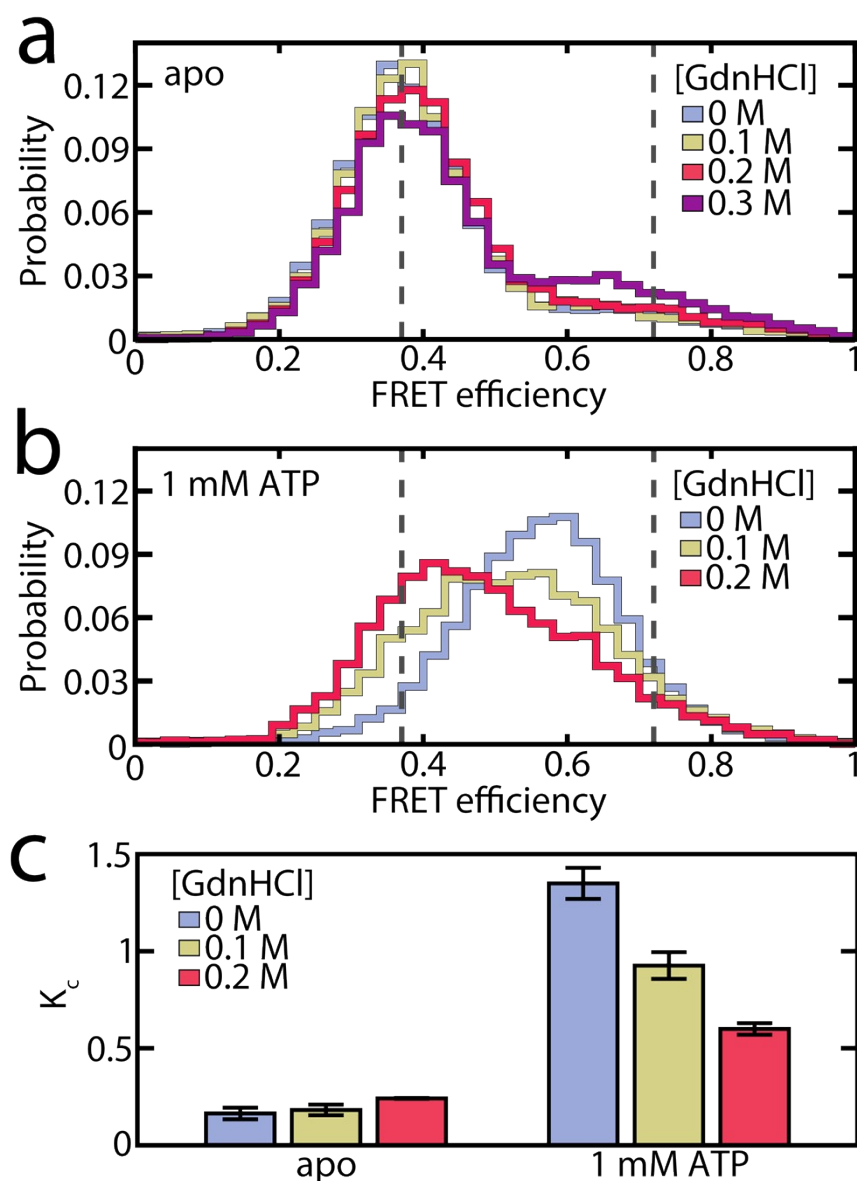 a
apo
[GdnHCl]
0 M
0.1 M
0.2 M
0.3 M
Probability
0.12
0.09
0.06
0.03
0
0 0.2 0.4 0.6 0.8 1
FRET efficiency
b
1 mM ATP
[GdnHCl]
0 M
0.1 M
0.2 M
Probability
0.12
0.09
0.06
0.03
0
0 0.2 0.4 0.6 0.8 1
FRET efficiency
c
[GdnHCl]
0 M
0.1 M
0.2 M
Kc
1.5
1
0.5
0
apo 1 mM ATP